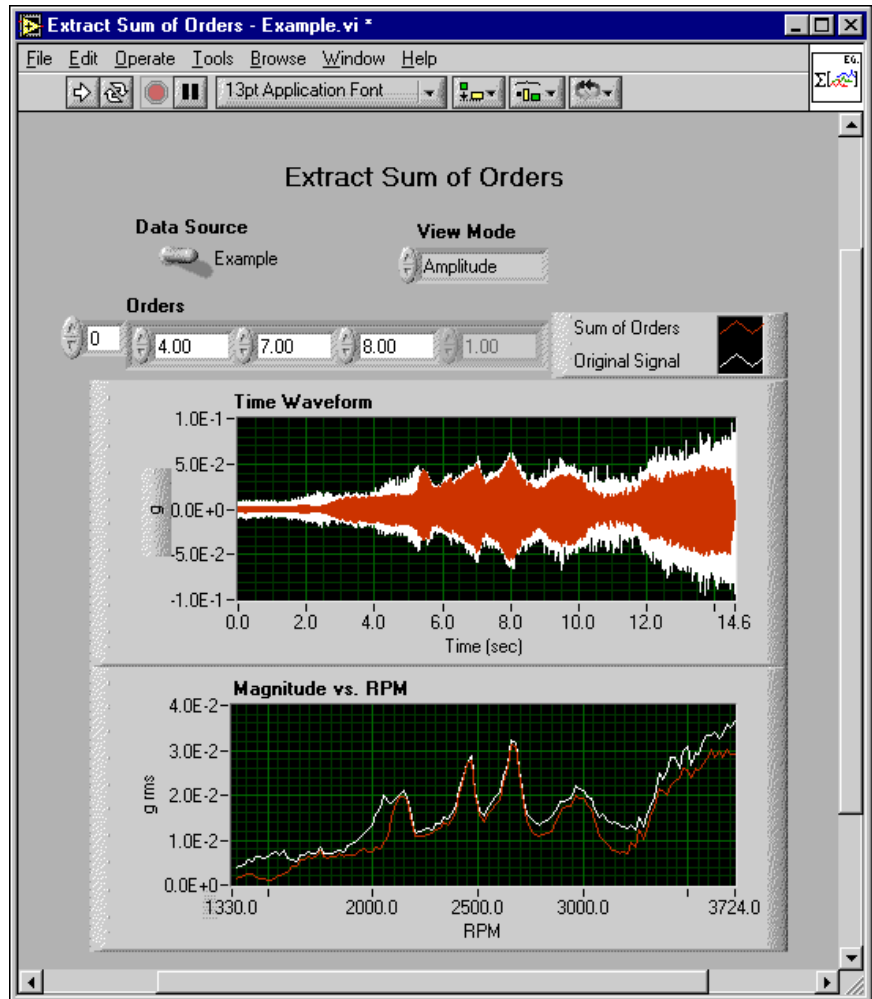 Extract Sum of Orders - Example.vi *
File Edit Operate Tools Browse Window Help
EG.
13pt Application Font
Σ[
Extract Sum of Orders
Data Source
View Mode
Example
Amplitude
Orders
0 4.00 7.00 8.00 1.00
Sum of Orders
Original Signal
Time Waveform
1.0E-1
5.0E-2
0.0E+0
-5.0E-2
-1.0E-1
g
0.0 2.0 4.0 6.0 8.0 10.0 12.0 14.6
Time (sec)
Magnitude vs. RPM
4.0E-2
3.0E-2
2.0E-2
1.0E-2
0.0E+0
g rms
1330.0 2000.0 2500.0 3000.0 3724.0
RPM